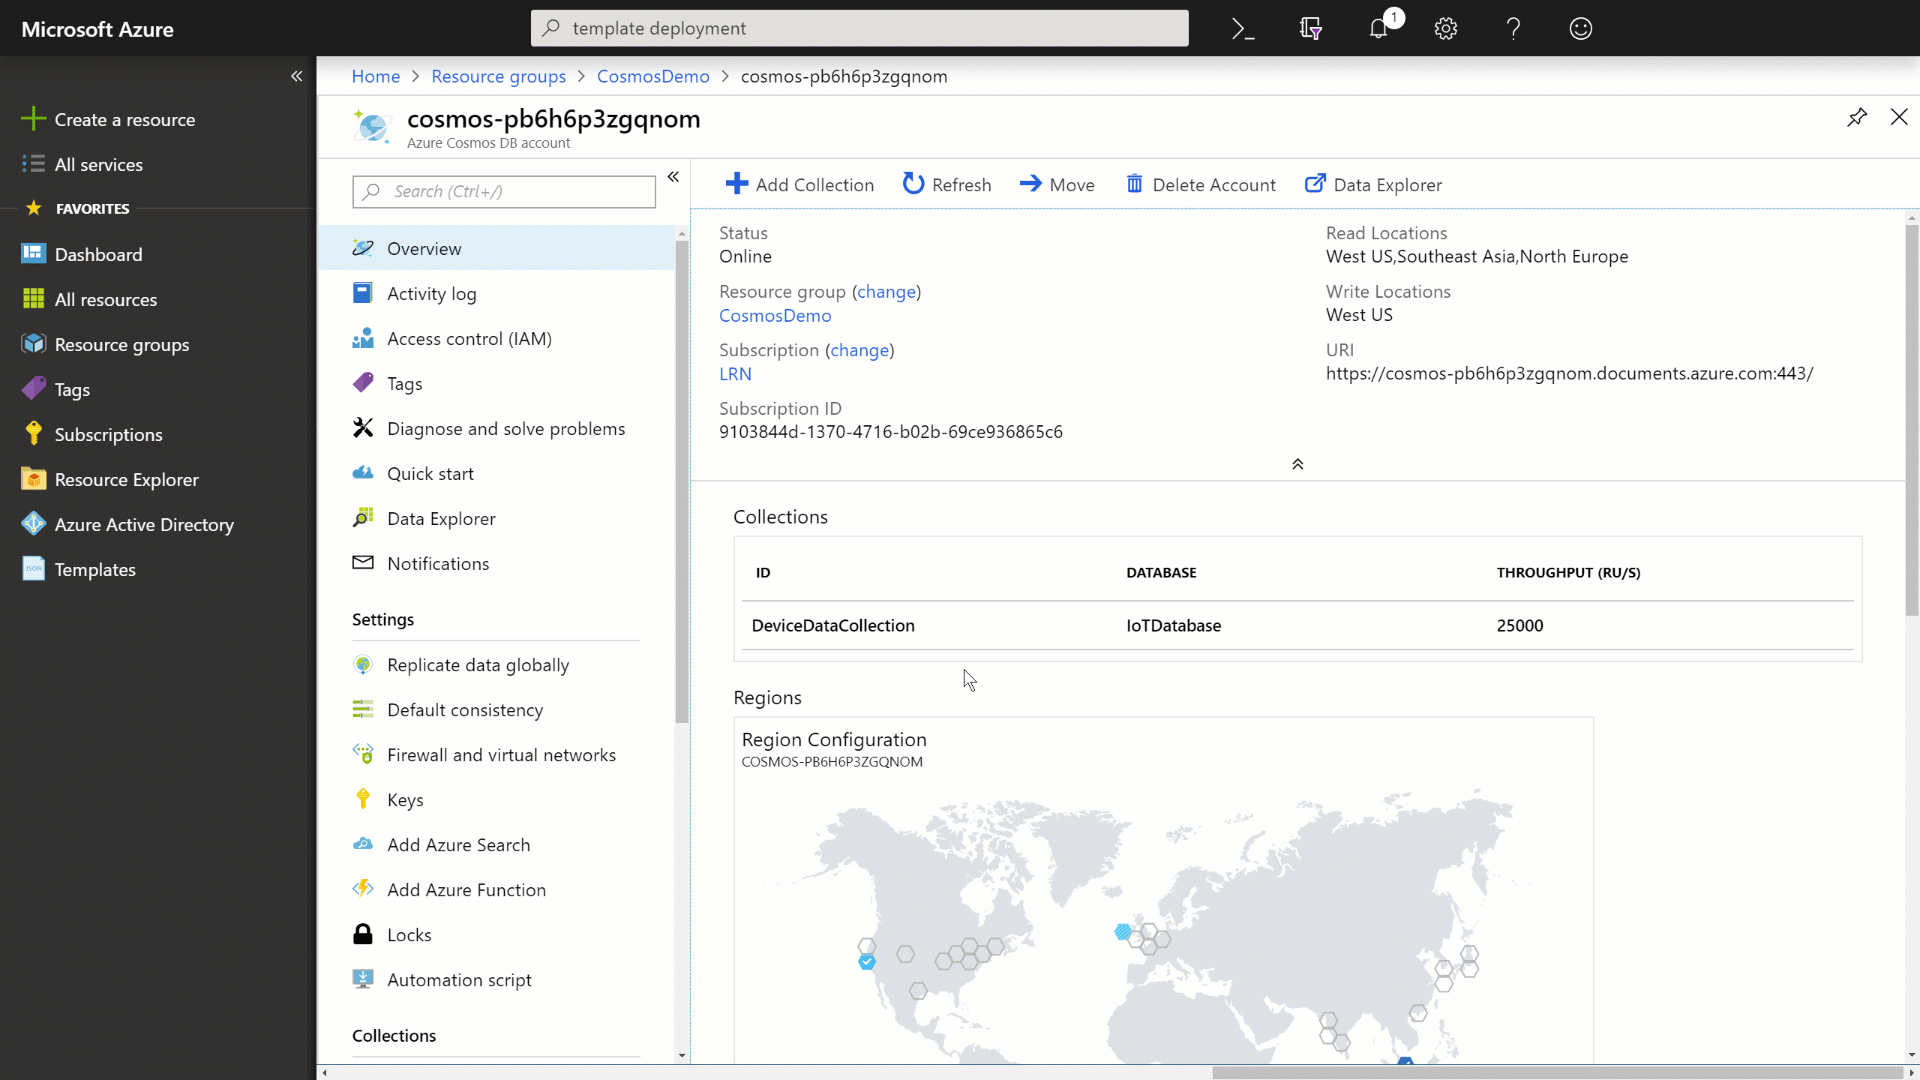 Microsoft Azure
template deployment
1
Home > Resource groups > CosmosDemo > cosmos-pb6h6p3zgqnom
cosmos-pb6h6p3zgqnom
Azure Cosmos DB account
Create a resource
All services
FAVORITES
Dashboard
All resources
Resource groups
Tags
Subscriptions
Resource Explorer
Azure Active Directory
Templates
Search (Ctrl+/)
Overview
Activity log
Access control (IAM)
Tags
Diagnose and solve problems
Quick start
Data Explorer
Notifications
Settings
Replicate data globally
Default consistency
Firewall and virtual networks
Keys
Add Azure Search
Add Azure Function
Locks
Automation script
Collections
Add Collection Refresh Move Delete Account Data Explorer
Status
Online
Resource group (change)
CosmosDemo
Subscription (change)
LRN
Subscription ID
9103844d-1370-4716-b02b-69ce936865c6
Read Locations
West US,Southeast Asia,North Europe
Write Locations
West US
URI
https://cosmos-pb6h6p3zgqnom.documents.azure.com:443/
Collections
ID DATABASE THROUGHPUT (RU/S)
DeviceDataCollection IoTDatabase 25000
Regions
Region Configuration
COSMOS-PB6H6P3ZGQNOM